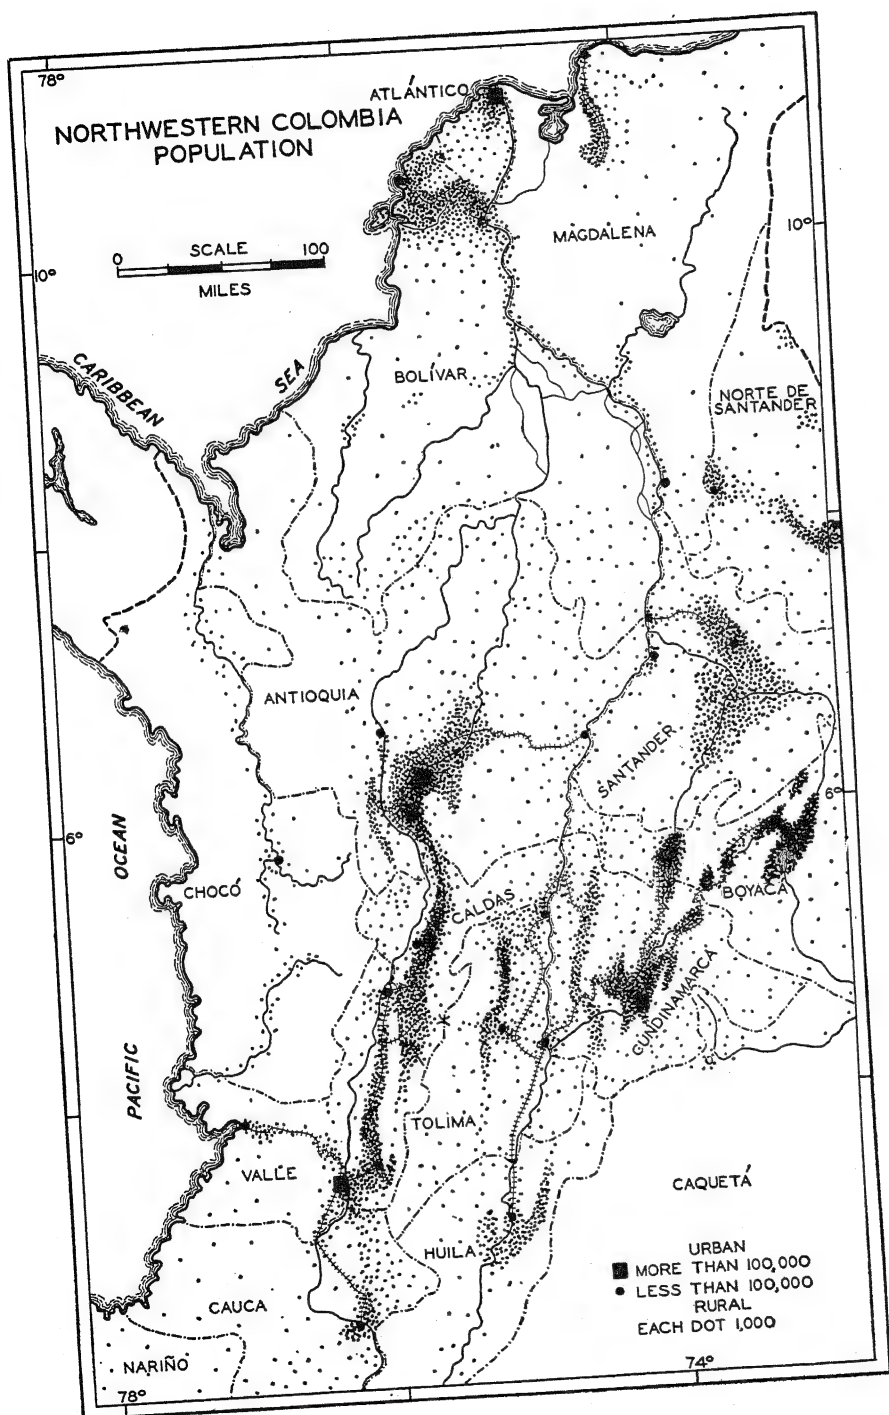 78°
ATLÁNTICO
NORTHWESTERN COLOMBIA
POPULATION
MAGDALENA
10°
0 SCALE 100
MILES
10°
CARIBBEAN SEA
BOLÍVAR
NORTE DE
SANTANDER
ANTIOQUIA
SANTANDER
6°
PACIFIC OCEAN
6°
CHOCÓ
CALDAS
BOYACÁ
CUNDINAMARCA
TOLIMA
VALLE
CAQUETÁ
HUILA
URBAN
MORE THAN 100,000
LESS THAN 100,000
RURAL
EACH DOT 1,000
CAUCA
NARIÑO
78°
74°